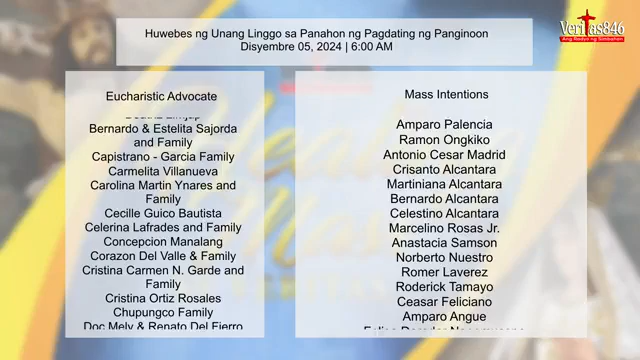 Huwebes ng Unang Linggo sa Panahon ng Pagdating ng Panginoon
Disyembre 05, 2024 | 6:00 AM
Veritas846
Ang Radyo ng Simbahan
Eucharistic Advocate
Bernardo & Estelita Sajorda
and Family
Capistrano - Garcia Family
Carmelita Villanueva
Carolina Martin Ynares and
Family
Cecille Guico Bautista
Celerina Lafrades and Family
Concepcion Manalang
Corazon Del Valle & Family
Cristina Carmen N. Garde and
Family
Cristina Ortiz Rosales
Chupungco Family
Doc Mely & Renato Del Fierro
Mass Intentions
Amparo Palencia
Ramon Ongkiko
Antonio Cesar Madrid
Crisanto Alcantara
Martiniana Alcantara
Bernardo Alcantara
Celestino Alcantara
Marcelino Rosas Jr.
Anastacia Samson
Norberto Nuestro
Romer Laverez
Roderick Tamayo
Ceasar Feliciano
Amparo Angue